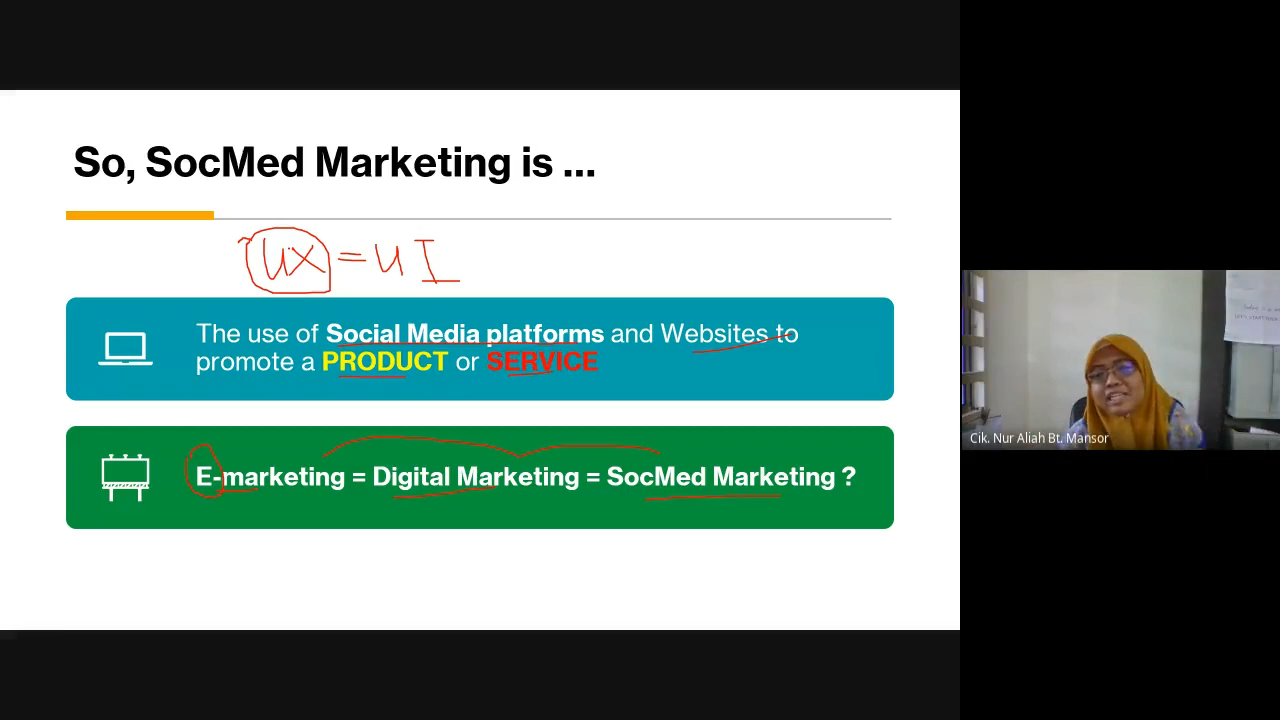 So, SocMed Marketing is ...
UX = UI
The use of Social Media platforms and Websites to
promote a PRODUCT or SERVICE
E-marketing = Digital Marketing = SocMed Marketing ?
Cik. Nur Aliah Bt. Mansor